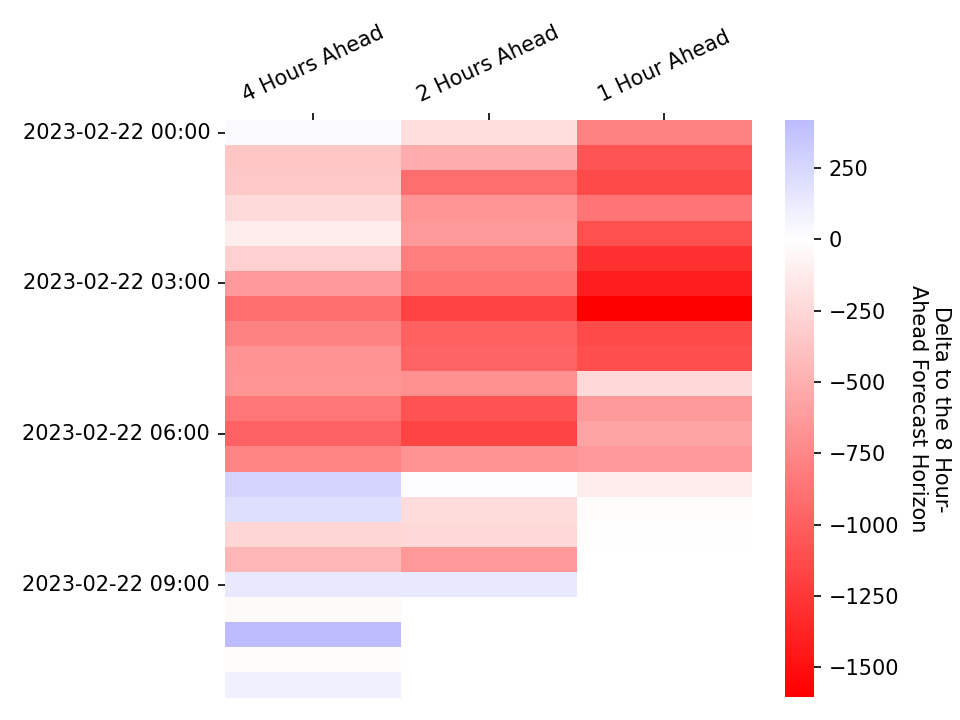 4 Hours Ahead
2 Hours Ahead
1 Hour Ahead
2023-02-22 00:00
2023-02-22 03:00
2023-02-22 06:00
2023-02-22 09:00
250
0
−250
−500
−750
−1000
−1250
−1500
Delta to the 8 Hour-
Ahead Forecast Horizon